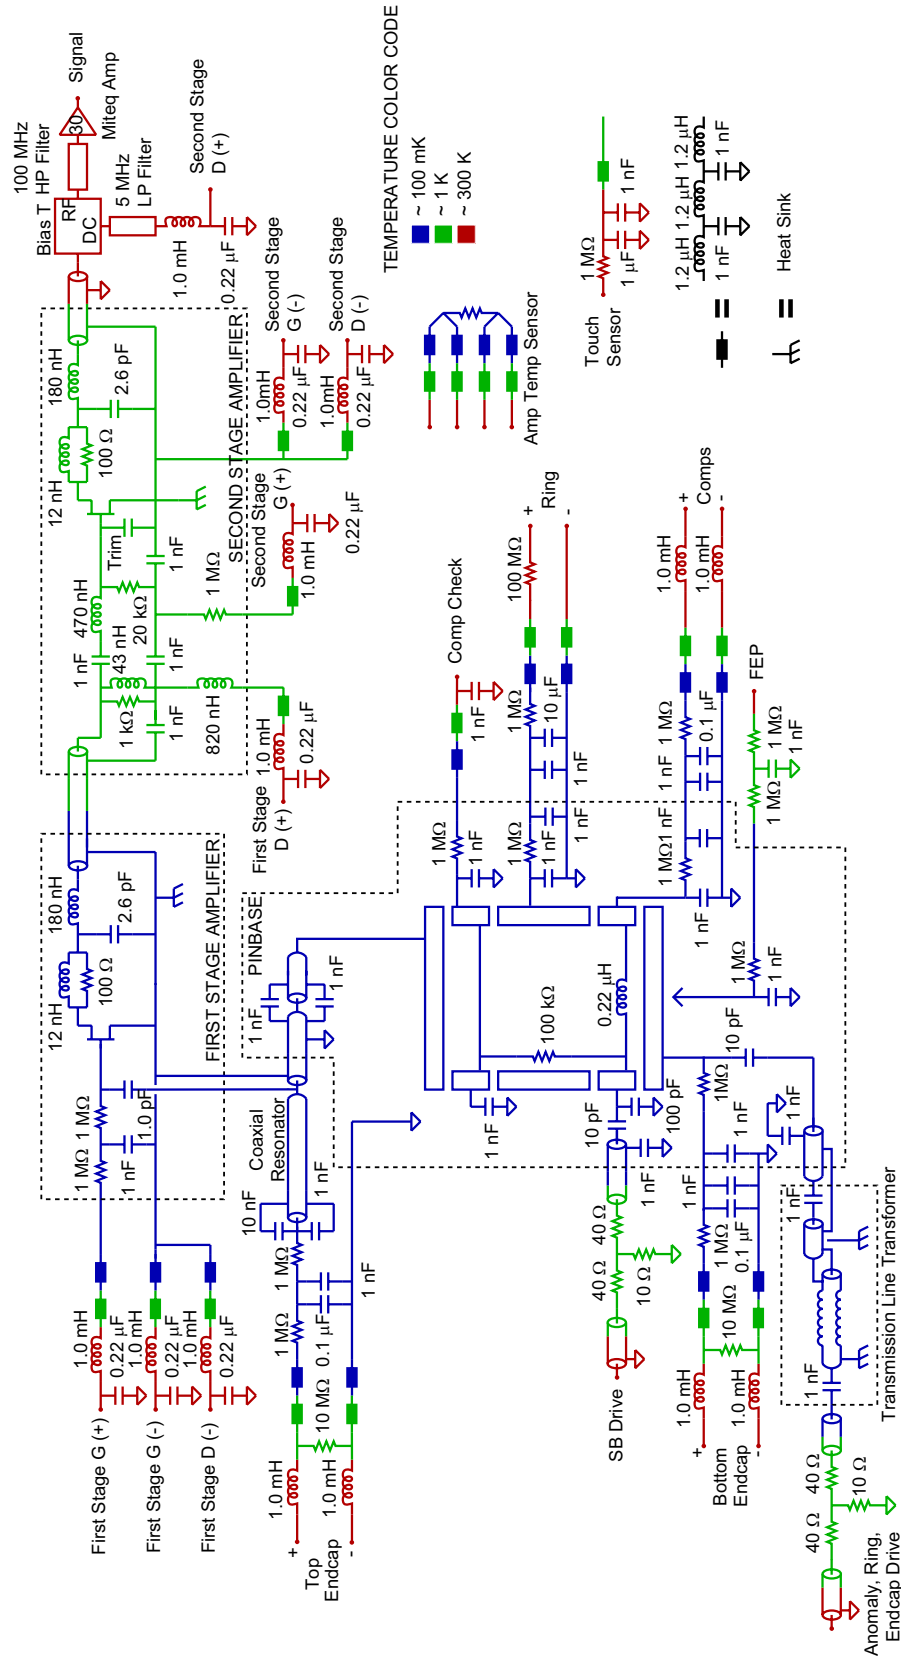 Signal
Miteq Amp
30
100 MHz
HP Filter
Bias T
RF
DC
5 MHz
LP Filter
1.0 mH
0.22 µF
Second Stage
D (+)
180 nH
2.6 pF
12 nH
100 Ω
Trim
1 nF
470 nH
20 kΩ
43 nH
1 nF
1 nF
1 kΩ
1 nF
820 nH
1 MΩ
SECOND STAGE AMPLIFIER
Second Stage
G (-)
1.0mH
0.22 µF
Second Stage
D (-)
1.0mH
0.22 µF
Second Stage
G (+)
1.0 mH
0.22 µF
First Stage
D (+)
1.0 mH
0.22 µF
TEMPERATURE COLOR CODE
~ 100 mK
~ 1 K
~ 300 K
Amp Temp Sensor
Touch
Sensor
1 MΩ
1 µF
1 nF
1.2 µH
1.2 µH
1.2 µH
1 nF
1 nF
Heat Sink
180 nH
2.6 pF
12 nH
100 Ω
1 MΩ
1 MΩ
1.0 pF
1 nF
FIRST STAGE AMPLIFIER
First Stage G (+)
1.0 mH
0.22 µF
First Stage G (-)
1.0 mH
0.22 µF
First Stage D (-)
1.0 mH
0.22 µF
PINBASE
1 nF
1 nF
Coaxial
Resonator
10 nF
1 nF
1 MΩ
1 MΩ
1 nF
0.1 µF
10 MΩ
1.0 mH
1.0 mH
+
-
Top
Endcap
Comp Check
1 nF
1 MΩ
1 nF
+
-
Ring
100 MΩ
1 MΩ
10 µF
1 nF
1 MΩ
1 nF
1 nF
+
-
Comps
1.0 mH
1.0 mH
1 MΩ
0.1 µF
1 nF
1 MΩ
1 nF
1 nF
FEP
1 MΩ
1 nF
1 MΩ
1 MΩ
1 nF
100 kΩ
0.22 µH
1 nF
10 pF
100 pF
1 nF
40 Ω
40 Ω
10 Ω
SB Drive
10 pF
1MΩ
1 nF
1 nF
1 MΩ
0.1 µF
10 MΩ
1.0 mH
1.0 mH
+
-
Bottom
Endcap
1 nF
1 nF
1 nF
Transmission Line Transformer
40 Ω
40 Ω
10 Ω
Anomaly, Ring,
Endcap Drive